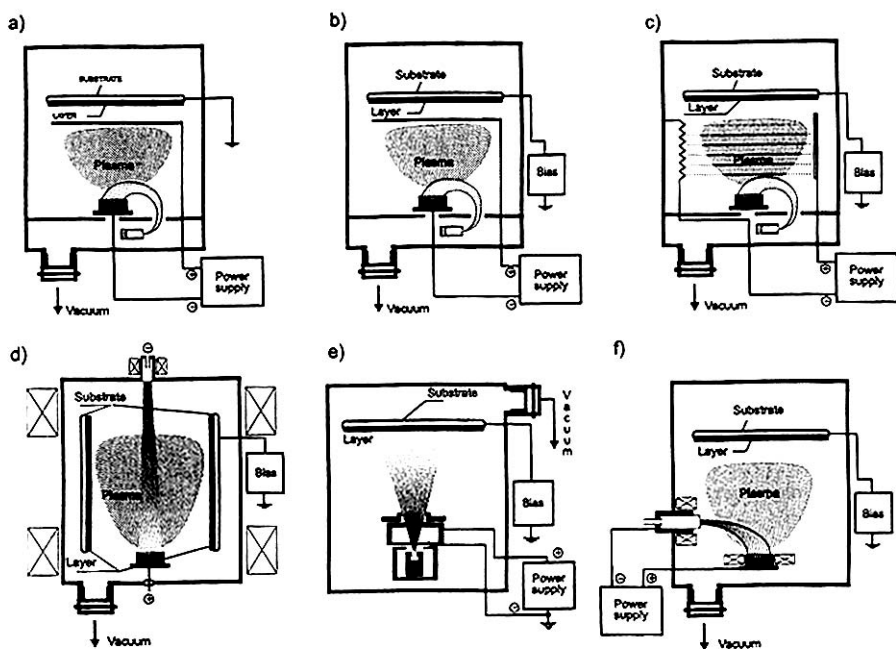 a)
SUBSTRATE
LAYER
Plasma
⊕
Power
supply
⊖
Vacuum
b)
Substrate
Layer
Plasma
Bias
⊕
Power
supply
⊖
Vacuum
c)
Substrate
Layer
Plasma
Bias
⊕
Power
supply
⊖
Vacuum
d)
⊖
Substrate
Plasma
Bias
Layer
⊕
Vacuum
e)
Substrate
Layer
Vacuum
Bias
⊕
Power
supply
⊖
f)
Substrate
Layer
Plasma
Bias
⊖ ⊕
Power
supply
Vacuum